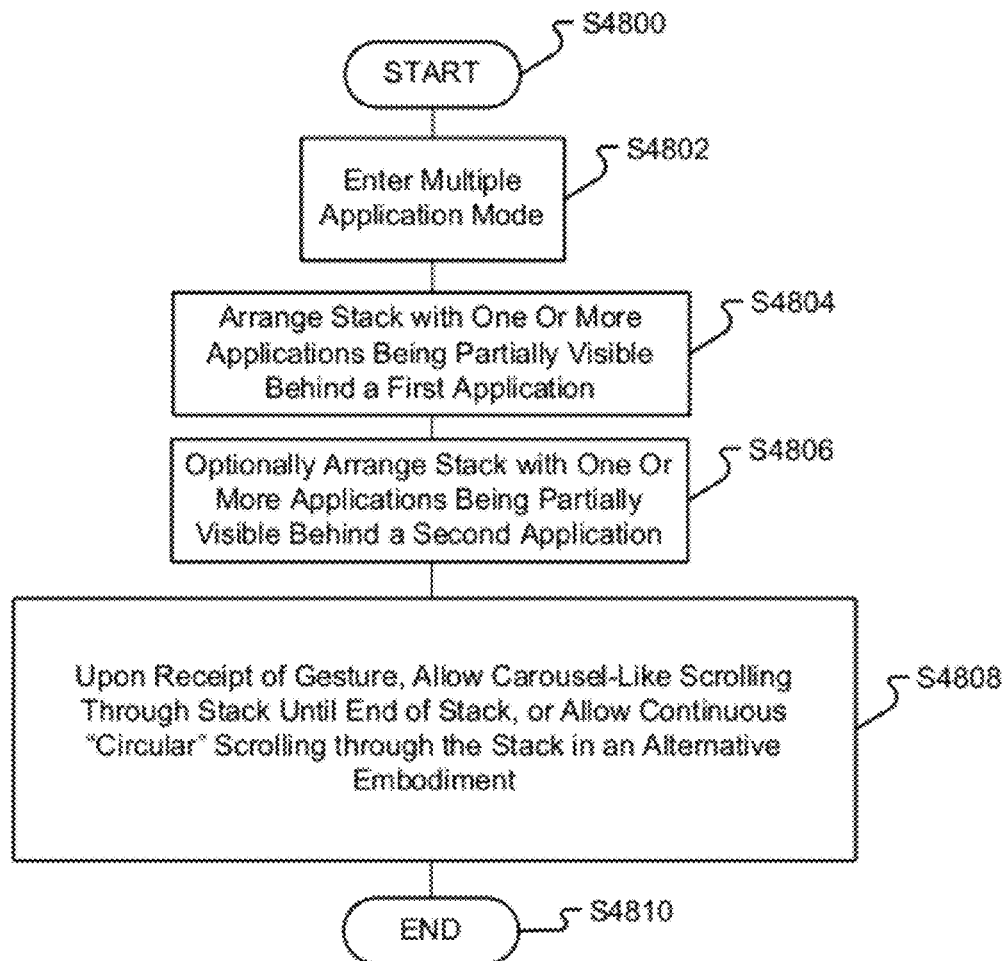 S4800
START
S4802
Enter Multiple
Application Mode
S4804
Arrange Stack with One Or More
Applications Being Partially Visible
Behind a First Application
S4806
Optionally Arrange Stack with One Or
More Applications Being Partially
Visible Behind a Second Application
S4808
Upon Receipt of Gesture, Allow Carousel-Like Scrolling
Through Stack Until End of Stack, or Allow Continuous
“Circular” Scrolling through the Stack in an Alternative
Embodiment
S4810
END